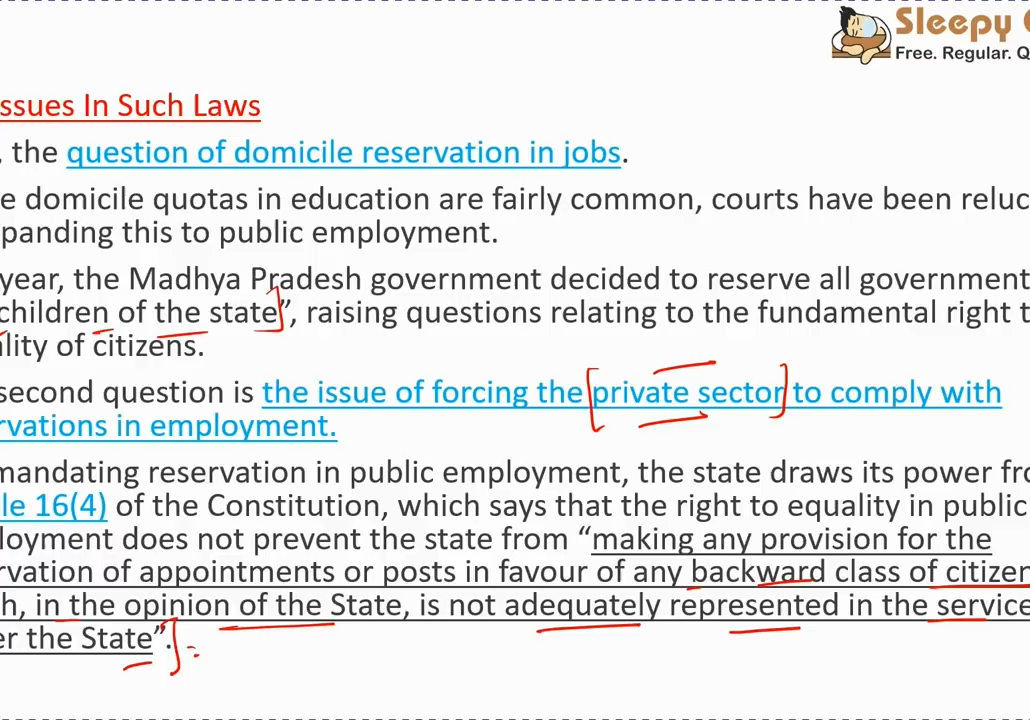 Sleepy
Free. Regular.
ssues In Such Laws
, the question of domicile reservation in jobs.
e domicile quotas in education are fairly common, courts have been reluc
panding this to public employment.
year, the Madhya Pradesh government decided to reserve all government
children of the state”, raising questions relating to the fundamental right t
lity of citizens.
second question is the issue of forcing the private sector to comply with
rvations in employment.
mandating reservation in public employment, the state draws its power fro
le 16(4) of the Constitution, which says that the right to equality in public
loyment does not prevent the state from “making any provision for the
rvation of appointments or posts in favour of any backward class of citizen
h, in the opinion of the State, is not adequately represented in the service
er the State”.